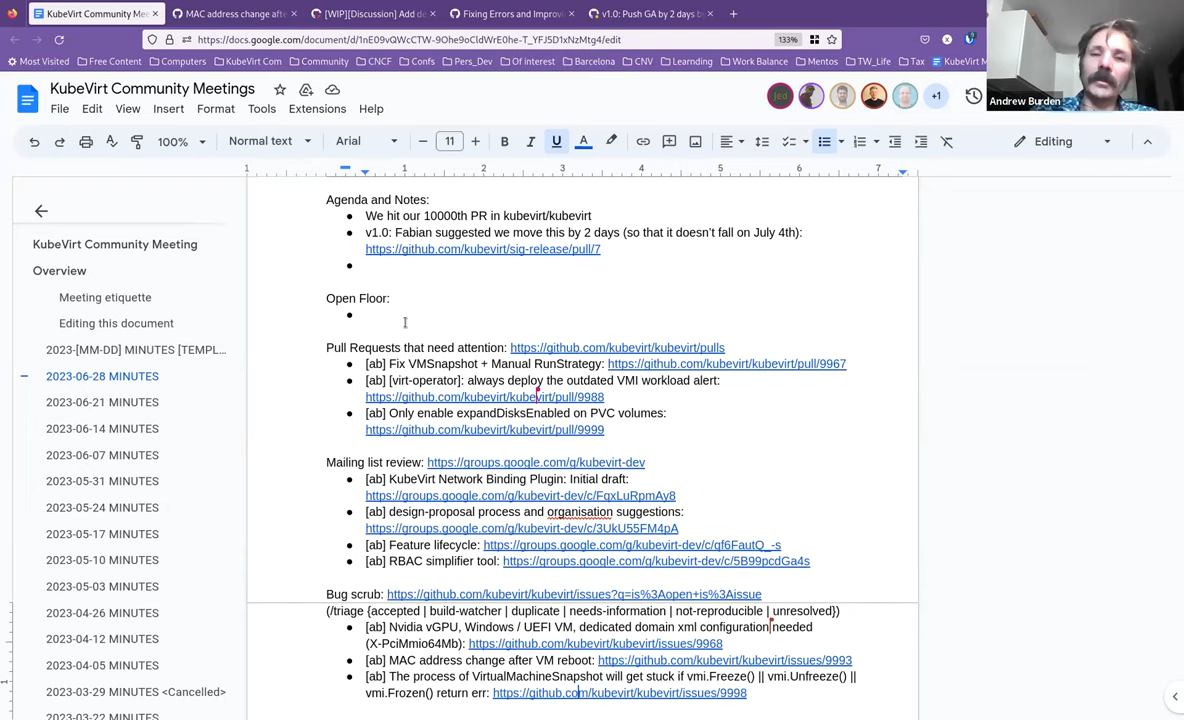 KubeVirt Community Mee
MAC address change afte
[WIP][Discussion] Add de
Fixing Errors and Improvi
v1.0: Push GA by 2 days b
https://docs.google.com/document/d/1nE09vQWcCTW-9Ohe9oCldWrE0he-T_YFJ5D1xNzMtg4/edit
133%
Most Visited
Free Content
Computers
KubeVirt Com
Community
CNCF
Confs
Pers_Dev
Of interest
Barcelona
CNV
Learning
Work Balance
Mentos
TW_Life
Tax
KubeVirt M
Andrew Burden
KubeVirt Community Meetings
File Edit View Insert Format Tools Extensions Help
Jed
+1
100%
Normal text
Arial
11
B I U A
Editing
1 1 2 3 4 5 6 7
KubeVirt Community Meeting
Overview
Meeting etiquette
Editing this document
2023-[MM-DD] MINUTES [TEMPL...
2023-06-28 MINUTES
2023-06-21 MINUTES
2023-06-14 MINUTES
2023-06-07 MINUTES
2023-05-31 MINUTES
2023-05-24 MINUTES
2023-05-17 MINUTES
2023-05-10 MINUTES
2023-05-03 MINUTES
2023-04-26 MINUTES
2023-04-12 MINUTES
2023-04-05 MINUTES
2023-03-29 MINUTES <Cancelled>
2023-03-22 MINUTES
Agenda and Notes:
We hit our 10000th PR in kubevirt/kubevirt
v1.0: Fabian suggested we move this by 2 days (so that it doesn't fall on July 4th):
https://github.com/kubevirt/sig-release/pull/7
Open Floor:
Pull Requests that need attention: https://github.com/kubevirt/kubevirt/pulls
[ab] Fix VMSnapshot + Manual RunStrategy: https://github.com/kubevirt/kubevirt/pull/9967
[ab] [virt-operator]: always deploy the outdated VMI workload alert:
https://github.com/kubevirt/kubevirt/pull/9988
[ab] Only enable expandDisksEnabled on PVC volumes:
https://github.com/kubevirt/kubevirt/pull/9999
Mailing list review: https://groups.google.com/g/kubevirt-dev
[ab] KubeVirt Network Binding Plugin: Initial draft:
https://groups.google.com/g/kubevirt-dev/c/FqxLuRpmAy8
[ab] design-proposal process and organisation suggestions:
https://groups.google.com/g/kubevirt-dev/c/3UkU55FM4pA
[ab] Feature lifecycle: https://groups.google.com/g/kubevirt-dev/c/qf6FautQ_-s
[ab] RBAC simplifier tool: https://groups.google.com/g/kubevirt-dev/c/5B99pcdGa4s
Bug scrub: https://github.com/kubevirt/kubevirt/issues?q=is%3Aopen+is%3Aissue
(/triage {accepted | build-watcher | duplicate | needs-information | not-reproducible | unresolved})
[ab] Nvidia vGPU, Windows / UEFI VM, dedicated domain xml configuration needed
(X-PciMmio64Mb): https://github.com/kubevirt/kubevirt/issues/9968
[ab] MAC address change after VM reboot: https://github.com/kubevirt/kubevirt/issues/9993
[ab] The process of VirtualMachineSnapshot will get stuck if vmi.Freeze() || vmi.Unfreeze() ||
vmi.Frozen() return err: https://github.com/kubevirt/kubevirt/issues/9998